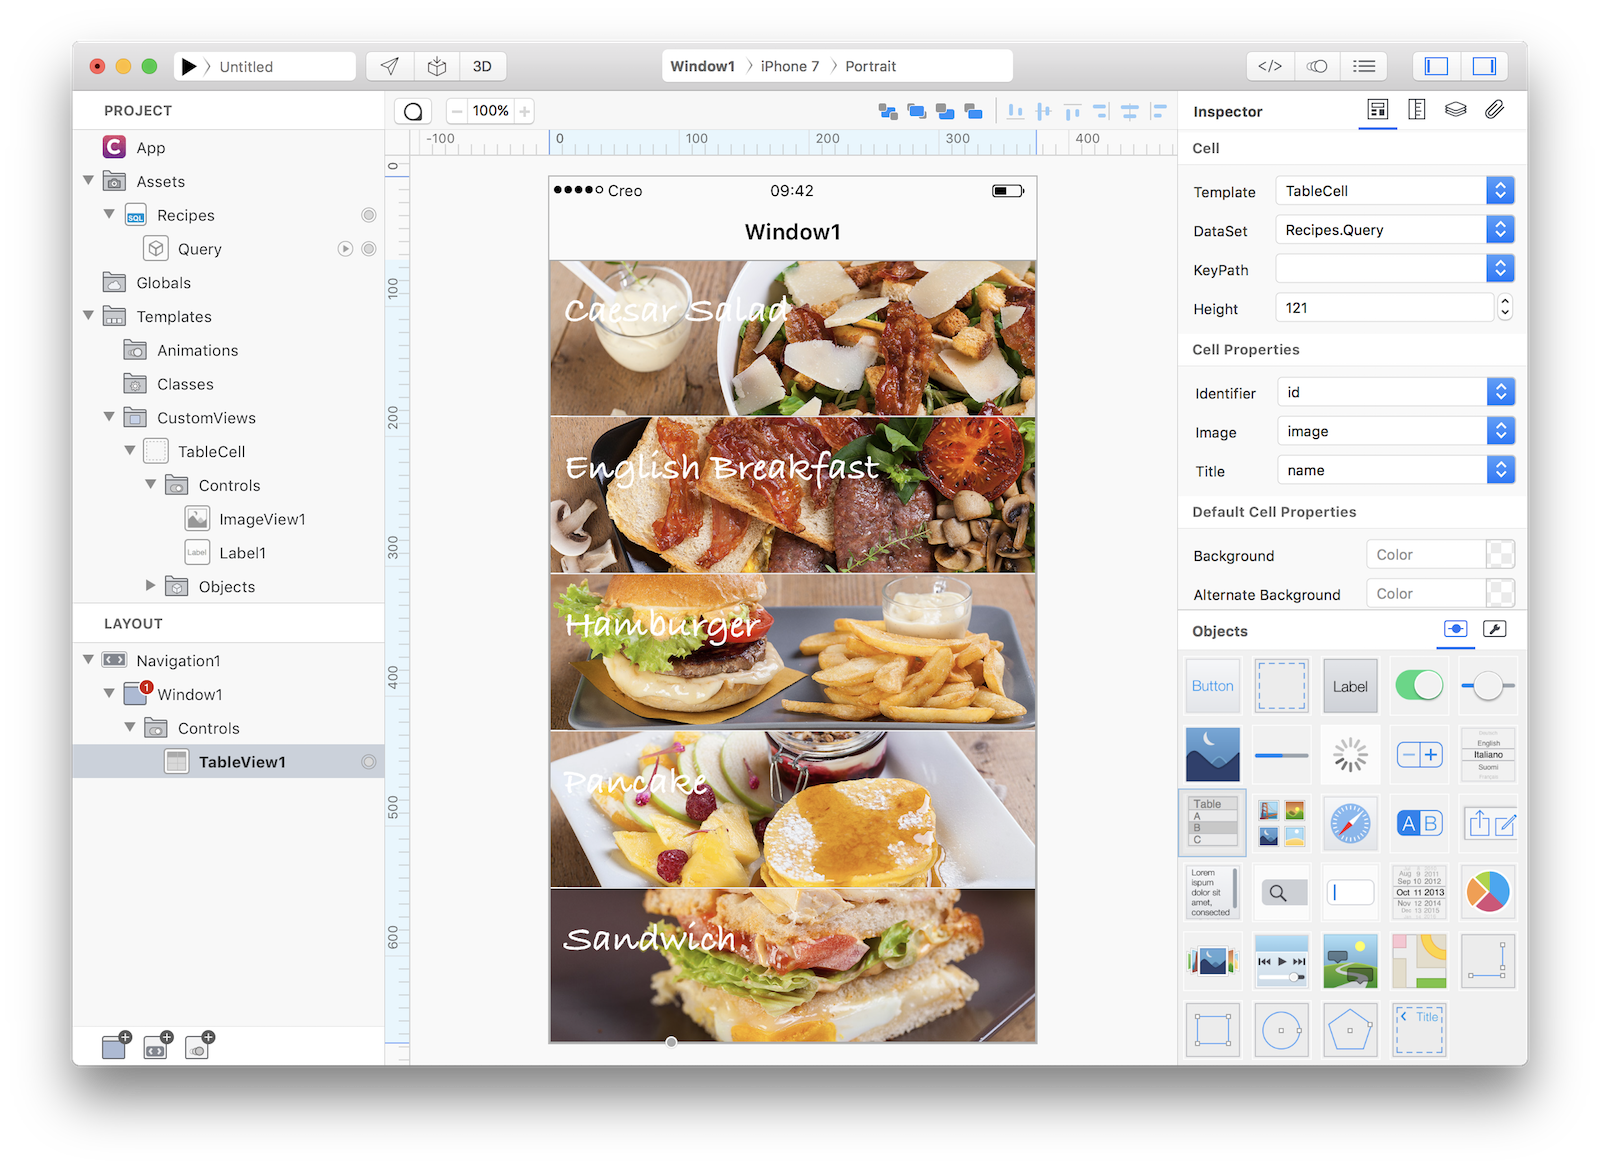 Untitled
3D
Window1 iPhone 7 Portrait
</>
PROJECT
App
Assets
SQL Recipes
Query
Globals
Templates
Animations
Classes
CustomViews
TableCell
Controls
ImageView1
Label Label1
Objects
LAYOUT
Navigation1
1 Window1
Controls
TableView1
100%
-100 0 100 200 300 400
0
100
200
300
400
500
600
Creo 09:42
Window1
Caesar Salad
English Breakfast
Hamburger
Pancake
Sandwich
Inspector
Cell
Template TableCell
DataSet Recipes.Query
KeyPath
Height 121
Cell Properties
Identifier id
Image image
Title name
Default Cell Properties
Background Color
Alternate Background Color
Objects
Button Label
Deutsch
English
Italiano
Suomi
Français
Table
A
B
C
A B
Lorem
ispum
dolor sit
amet,
consected
Aug 9 2011
Sep 10 2012
Oct 11 2013
Nov 12 2014
Dec 13 2015
Title